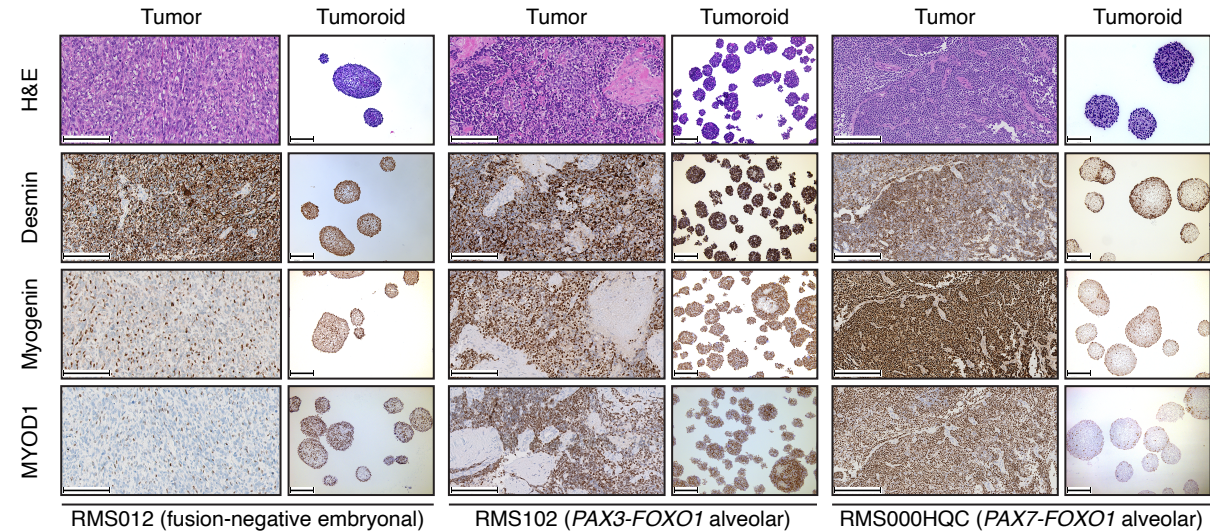 Tumor Tumoroid Tumor Tumoroid Tumor Tumoroid
H&E
Desmin
Myogenin
MYOD1
RMS012 (fusion-negative embryonal) RMS102 (PAX3-FOXO1 alveolar) RMS000HQC (PAX7-FOXO1 alveolar)